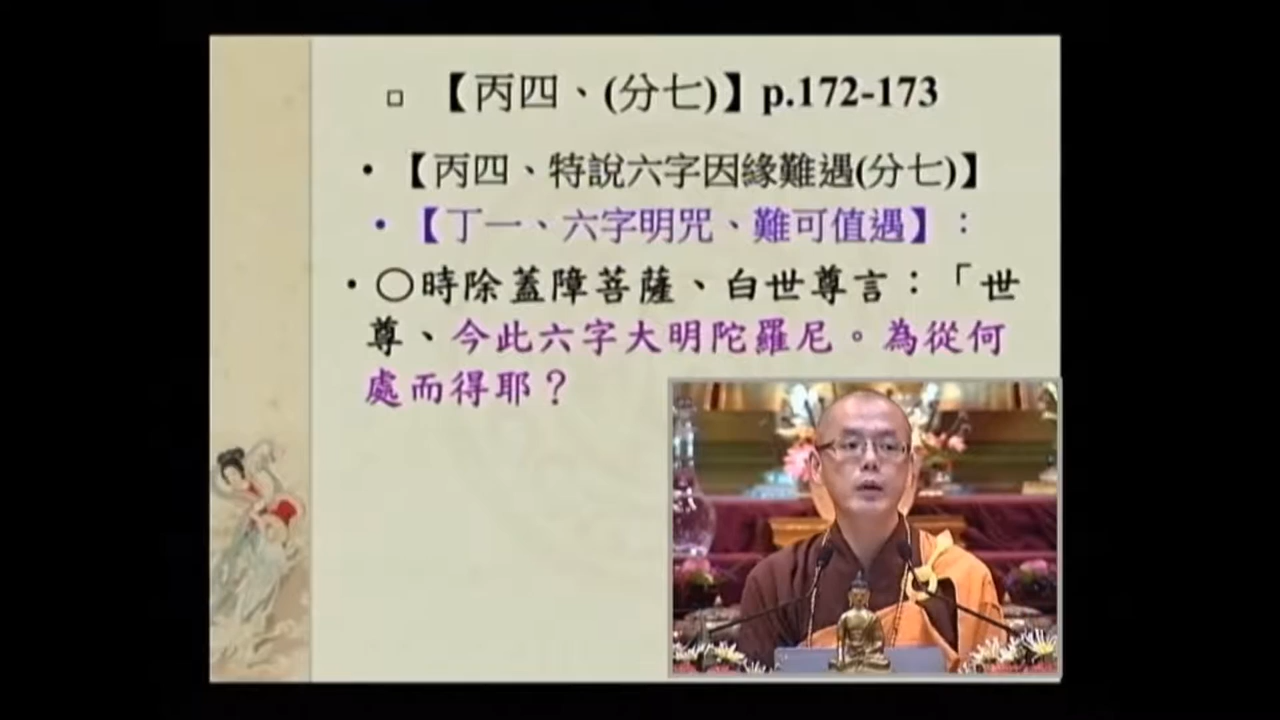 □ 【丙四、(分七)】p.172-173
• 【丙四、特說六字因緣難遇(分七)】
• 【丁一、六字明咒、難可值遇】：
• ○時除蓋障菩薩、白世尊言：「世
尊、今此六字大明陀羅尼。為從何
處而得耶？